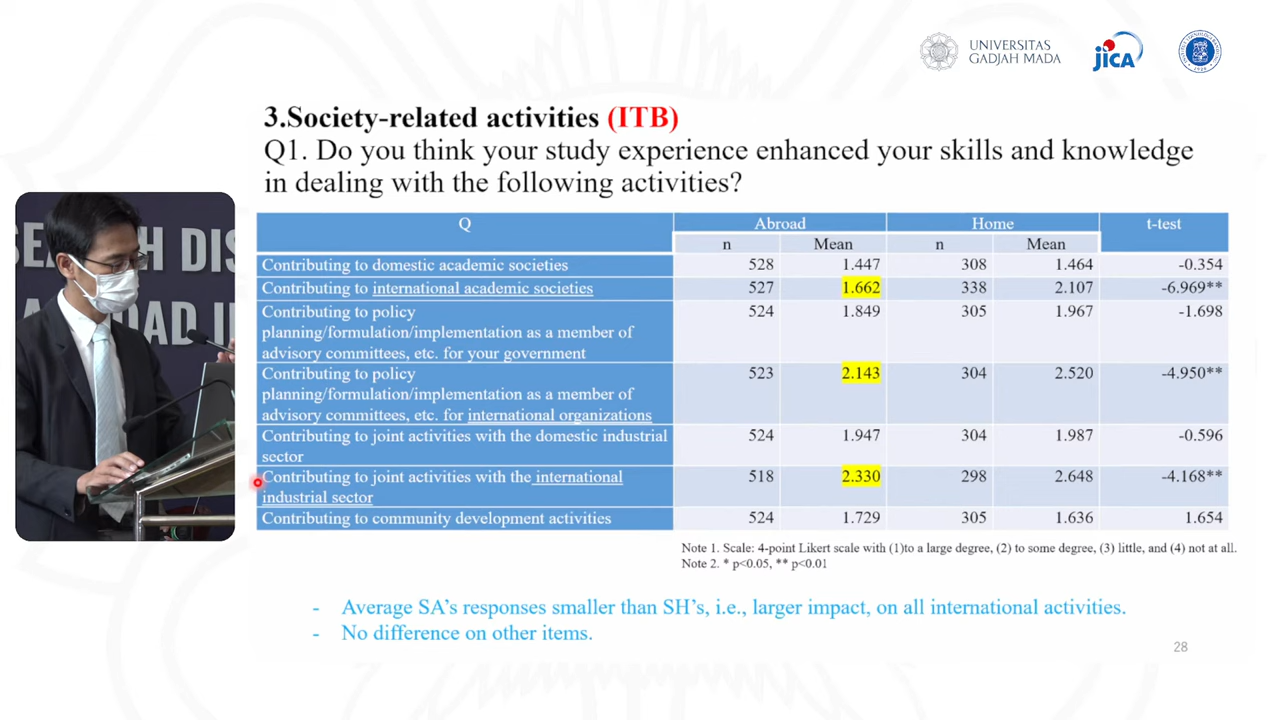 UNIVERSITAS
GADJAH MADA
JICA
3.Society-related activities (ITB)
Q1. Do you think your study experience enhanced your skills and knowledge
in dealing with the following activities?
Q Abroad Home t-test
n Mean n Mean
Contributing to domestic academic societies 528 1.447 308 1.464 -0.354
Contributing to international academic societies 527 1.662 338 2.107 -6.969**
Contributing to policy 524 1.849 305 1.967 -1.698
planning/formulation/implementation as a member of
advisory committees, etc. for your government
Contributing to policy 523 2.143 304 2.520 -4.950**
planning/formulation/implementation as a member of
advisory committees, etc. for international organizations
Contributing to joint activities with the domestic industrial 524 1.947 304 1.987 -0.596
sector
Contributing to joint activities with the international 518 2.330 298 2.648 -4.168**
industrial sector
Contributing to community development activities 524 1.729 305 1.636 1.654
Note 1. Scale: 4-point Likert scale with (1)to a large degree, (2) to some degree, (3) little, and (4) not at all.
Note 2. * p<0.05, ** p<0.01
- Average SA's responses smaller than SH's, i.e., larger impact, on all international activities.
- No difference on other items.
28